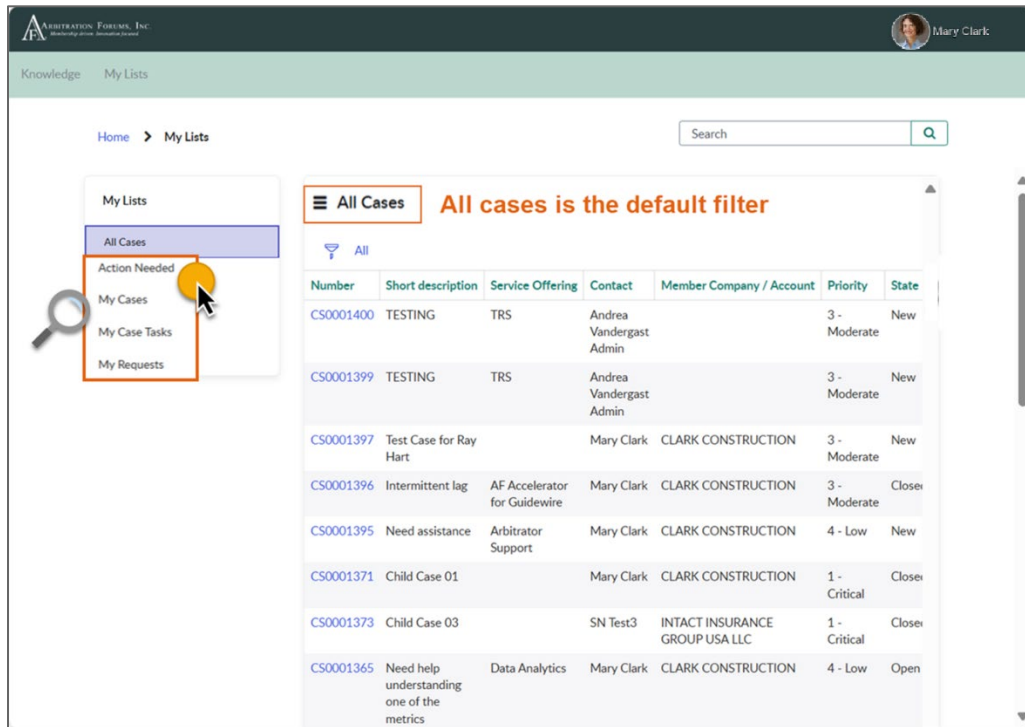 ARBITRATION FORUMS, INC.
Membership driven. Innovation focused
Mary Clark
Knowledge My Lists
Home > My Lists
Search
My Lists
All Cases
Action Needed
My Cases
My Case Tasks
My Requests
All Cases
All cases is the default filter
All
Number Short description Service Offering Contact Member Company / Account Priority State
CS0001400 TESTING TRS Andrea 3 - New
Vandergast Moderate
Admin
CS0001399 TESTING TRS Andrea 3 - New
Vandergast Moderate
Admin
CS0001397 Test Case for Ray Mary Clark CLARK CONSTRUCTION 3 - New
Hart Moderate
CS0001396 Intermittent lag AF Accelerator Mary Clark CLARK CONSTRUCTION 3 - Close
for Guidewire Moderate
CS0001395 Need assistance Arbitrator Mary Clark CLARK CONSTRUCTION 4 - Low New
Support
CS0001371 Child Case 01 Mary Clark CLARK CONSTRUCTION 1 - Close
Critical
CS0001373 Child Case 03 SN Test3 INTACT INSURANCE 1 - Close
GROUP USA LLC Critical
CS0001365 Need help Data Analytics Mary Clark CLARK CONSTRUCTION 4 - Low Open
understanding
one of the
metrics